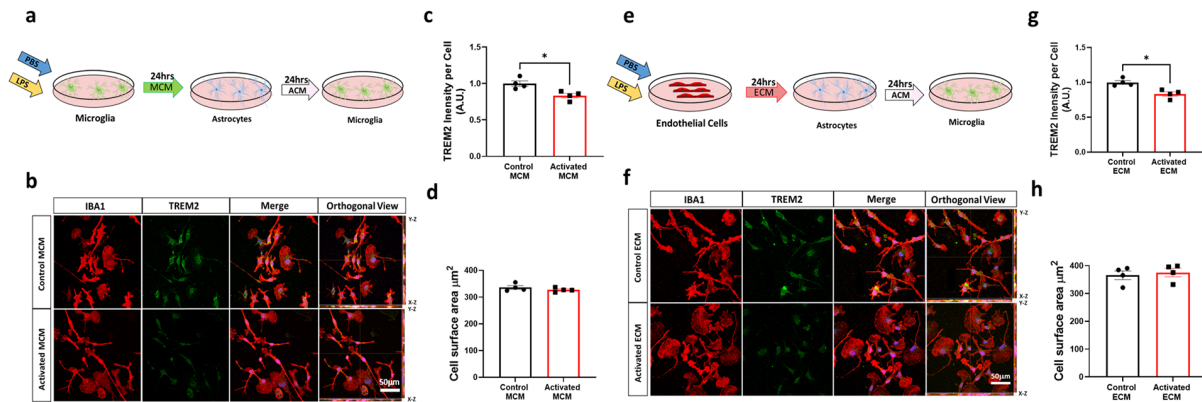 a
PBS
LPS
24hrs
MCM
24hrs
ACM
Microglia
Astrocytes
Microglia
b
IBA1 TREM2 Merge Orthogonal View
Control MCM
Activated MCM
Y-Z
X-Z
Y-Z
X-Z
50μm
c
TREM2 Inensity per Cell
(A.U.)
1.5
1.0
0.5
0.0
*
Control
MCM
Activated
MCM
d
Cell surface area μm2
600
400
200
0
Control
MCM
Activated
MCM
e
PBS
LPS
24hrs
ECM
24hrs
ACM
Endothelial Cells
Astrocytes
Microglia
f
IBA1 TREM2 Merge Orthogonal View
Control ECM
Activated ECM
Y-Z
X-Z
Y-Z
X-Z
50μm
g
TREM2 Inensity per Cell
(A.U.)
1.5
1.0
0.5
0.0
*
Control
ECM
Activated
ECM
h
Cell surface area μm2
600
400
200
0
Control
ECM
Activated
ECM